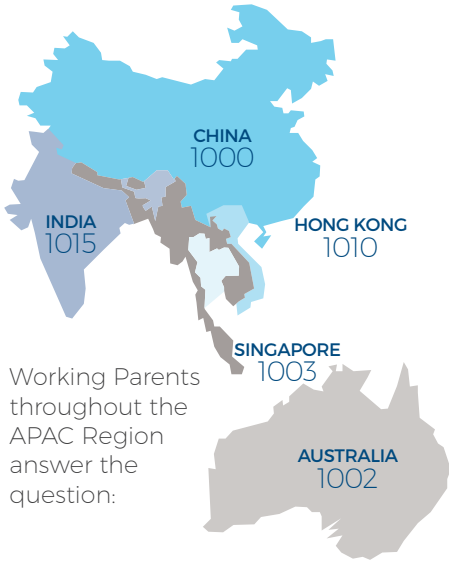 CHINA
1000
INDIA
1015
HONG KONG
1010
SINGAPORE
1003
Working Parents
throughout the
APAC Region
answer the
question:
AUSTRALIA
1002